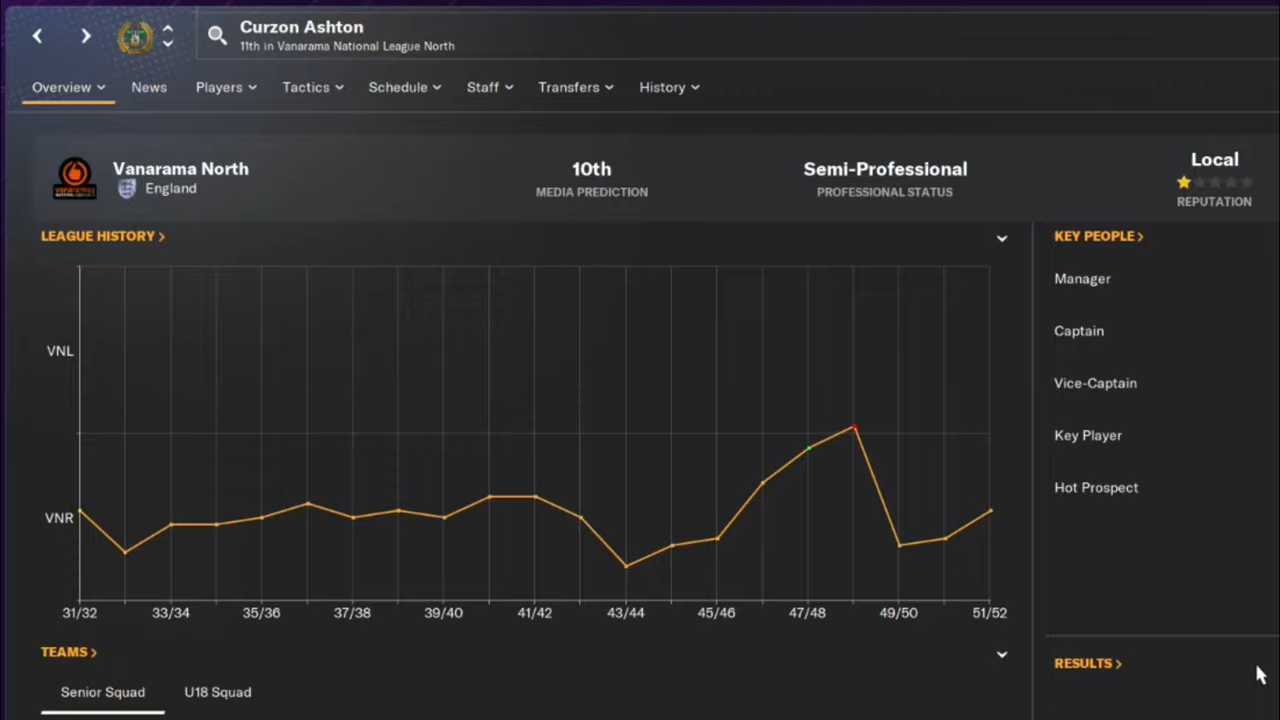 Curzon Ashton
11th in Vanarama National League North
Overview News Players Tactics Schedule Staff Transfers History
Vanarama North
England
10th
MEDIA PREDICTION
Semi-Professional
PROFESSIONAL STATUS
Local
REPUTATION
LEAGUE HISTORY
VNL
VNR
31/32 33/34 35/36 37/38 39/40 41/42 43/44 45/46 47/48 49/50 51/52
KEY PEOPLE
Manager
Captain
Vice-Captain
Key Player
Hot Prospect
TEAMS
Senior Squad U18 Squad
RESULTS